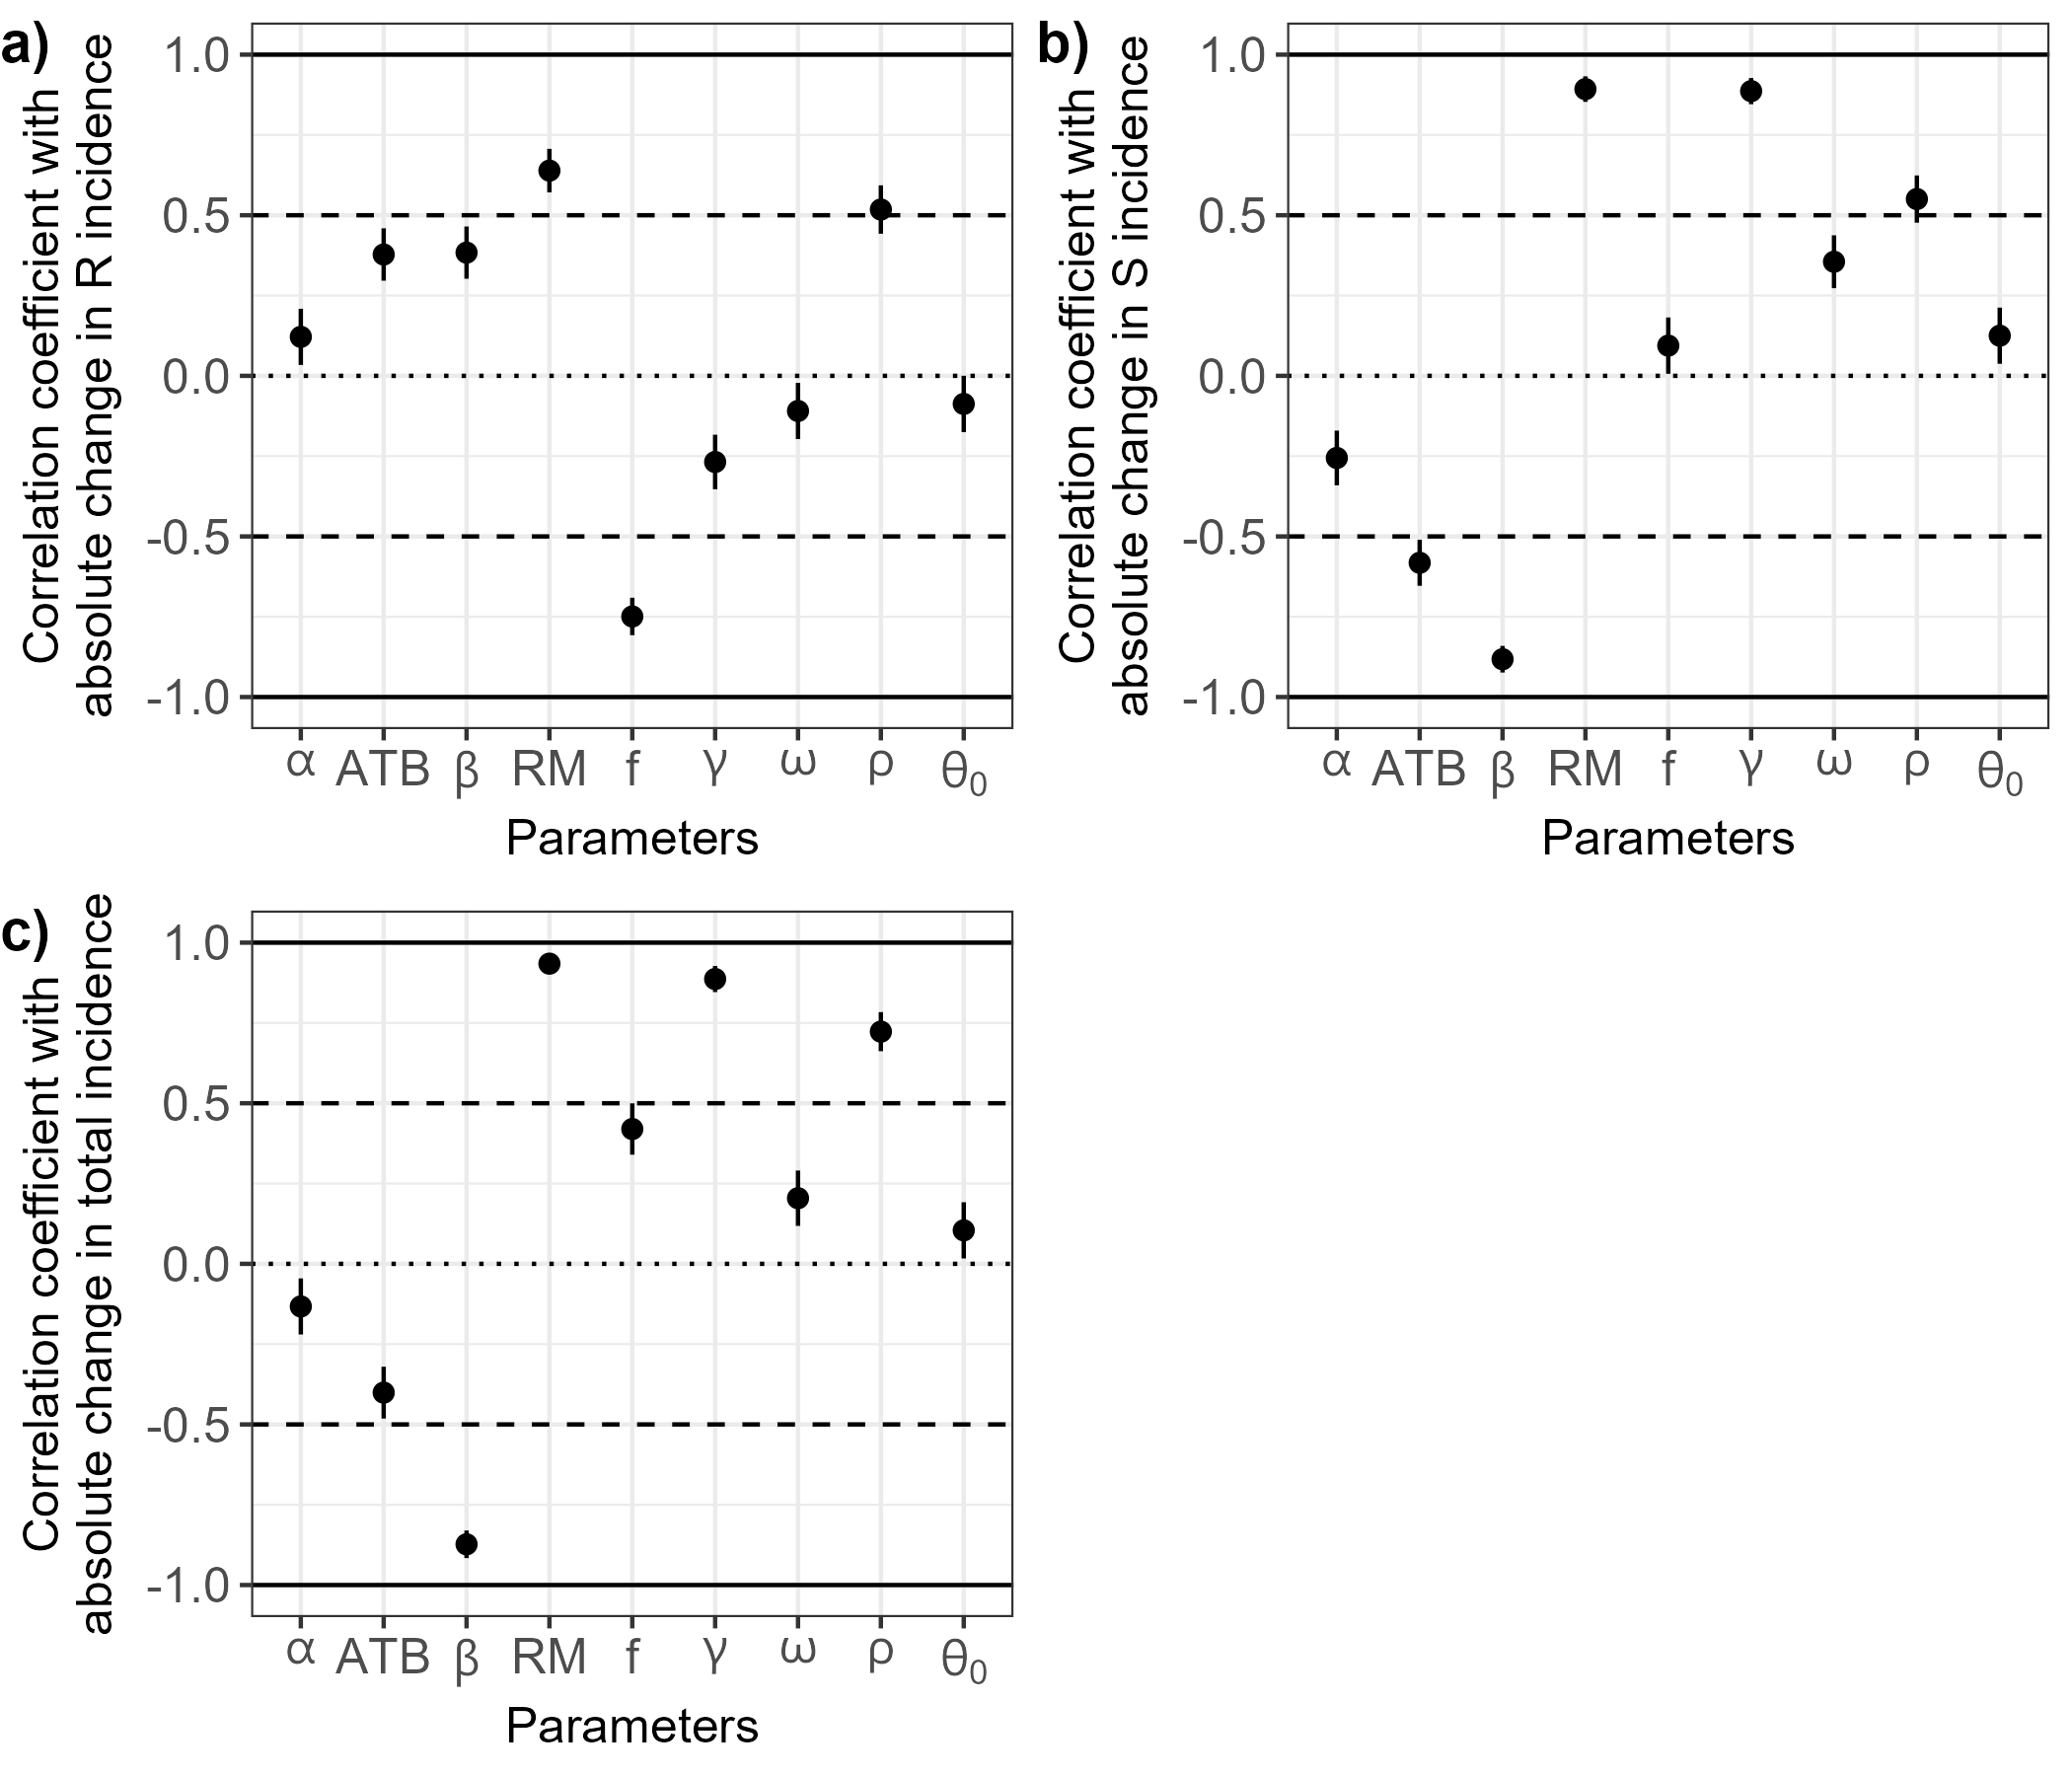 a)
Correlation coefficient with
absolute change in R incidence
1.0
0.5
0.0
-0.5
-1.0
α ATB β RM f γ ω ρ θ0
Parameters
b)
Correlation coefficient with
absolute change in S incidence
1.0
0.5
0.0
-0.5
-1.0
α ATB β RM f γ ω ρ θ0
Parameters
c)
Correlation coefficient with
absolute change in total incidence
1.0
0.5
0.0
-0.5
-1.0
α ATB β RM f γ ω ρ θ0
Parameters